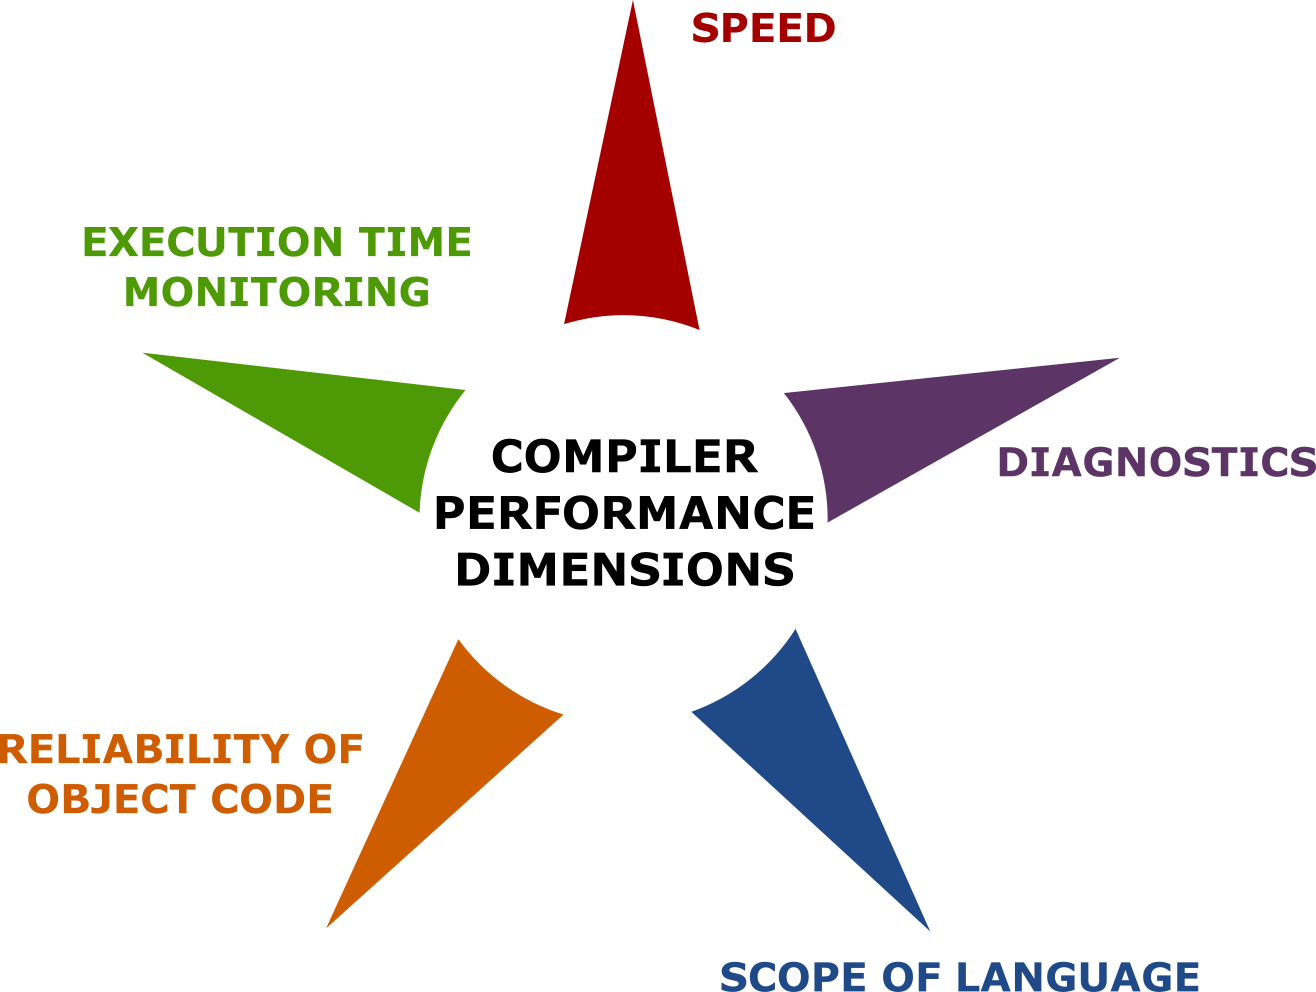 SPEED
EXECUTION TIME
MONITORING
DIAGNOSTICS
COMPILER
PERFORMANCE
DIMENSIONS
RELIABILITY OF
OBJECT CODE
SCOPE OF LANGUAGE